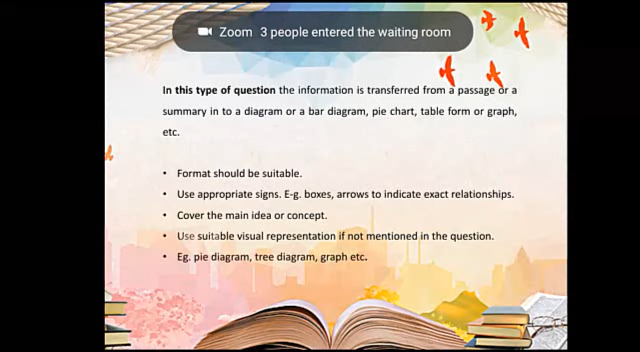 Zoom 3 people entered the waiting room
In this type of question the information is transferred from a passage or a
summary in to a diagram or a bar diagram, pie chart, table form or graph,
etc.
• Format should be suitable.
• Use appropriate signs. E-g. boxes, arrows to indicate exact relationships.
• Cover the main idea or concept.
• Use suitable visual representation if not mentioned in the question.
• Eg. pie diagram, tree diagram, graph etc.